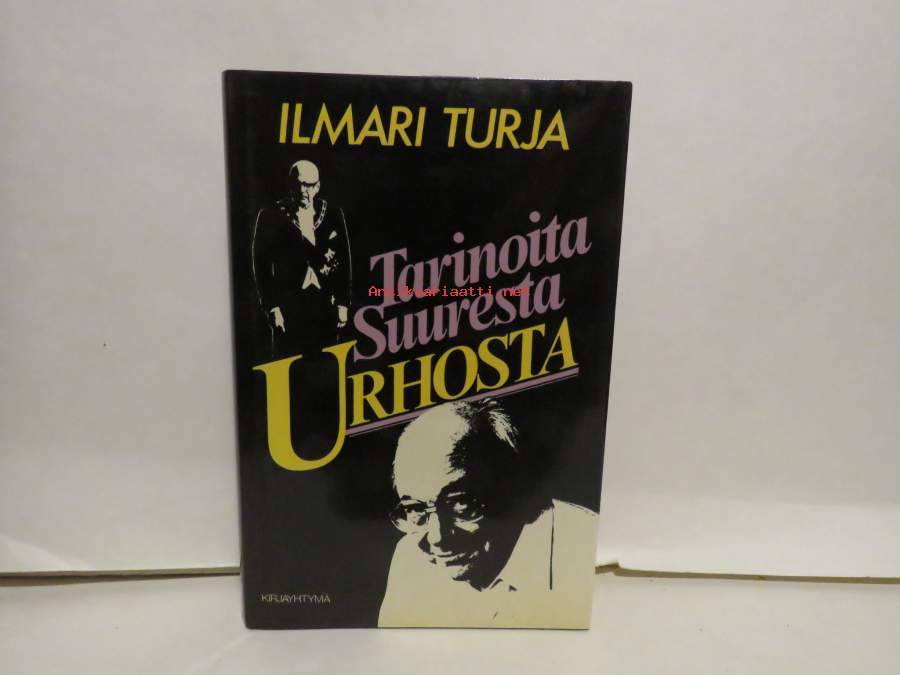 ILMARI TURJA
Tarinoita
Antikvariaatti.net
Suuresta
URHOSTA
KIRJAYHTYMÄ